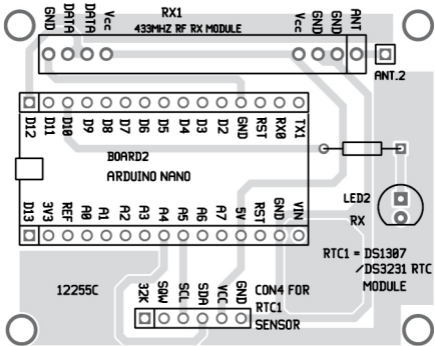 RX1
433MHZ RF RX MODULE
GND DATA DATA Vcc
Vcc GND GND ANT
ANT.2
D12 D11 D10 D9 D8 D7 D6 D5 D4 D3 D2 GND RST RX0 TX1
BOARD2
ARDUINO NANO
D13 3V3 REF A0 A1 A2 A3 A4 A5 A6 A7 5V RST GND VIN
LED2
RX
RTC1 = DS1307
/DS3231 RTC
MODULE
12255C
32K SQW SCL SDA VCC GND
CON4 FOR
RTC1
SENSOR